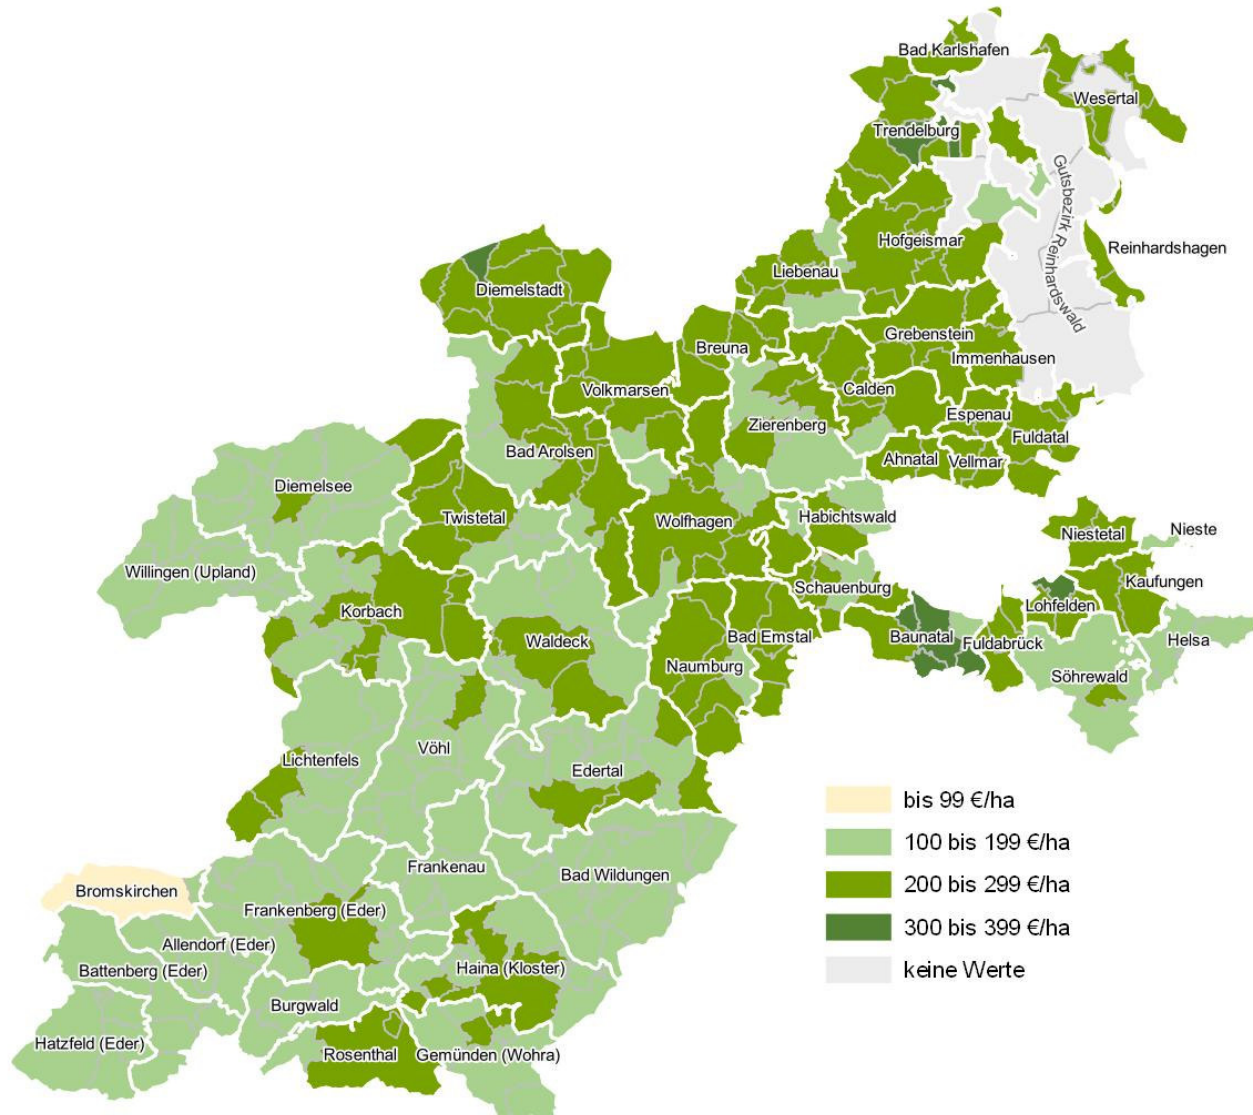 Bad Karlshafen
Wesertal
Trendelburg
Gutsbezirk Reinhardswald
Hofgeismar
Reinhardshagen
Liebenau
Diemelstadt
Grebenstein
Breuna
Immenhausen
Volkmarsen
Calden
Espenau
Zierenberg
Fuldatal
Bad Arolsen
Ahnatal
Vellmar
Diemelsee
Twistetal
Wolfhagen
Habichtswald
Nieste
Niestetal
Willingen (Upland)
Kaufungen
Schauenburg
Korbach
Lohfelden
Waldeck
Bad Emstal
Baunatal
Fuldabrück
Helsa
Naumburg
Söhrewald
Vöhl
Lichtenfels
Edertal
bis 99 €/ha
100 bis 199 €/ha
Frankenau
Bad Wildungen
200 bis 299 €/ha
Bromskirchen
Frankenberg (Eder)
300 bis 399 €/ha
Allendorf (Eder)
Battenberg (Eder)
Haina (Kloster)
keine Werte
Burgwald
Hatzfeld (Eder)
Rosenthal
Gemünden (Wohra)